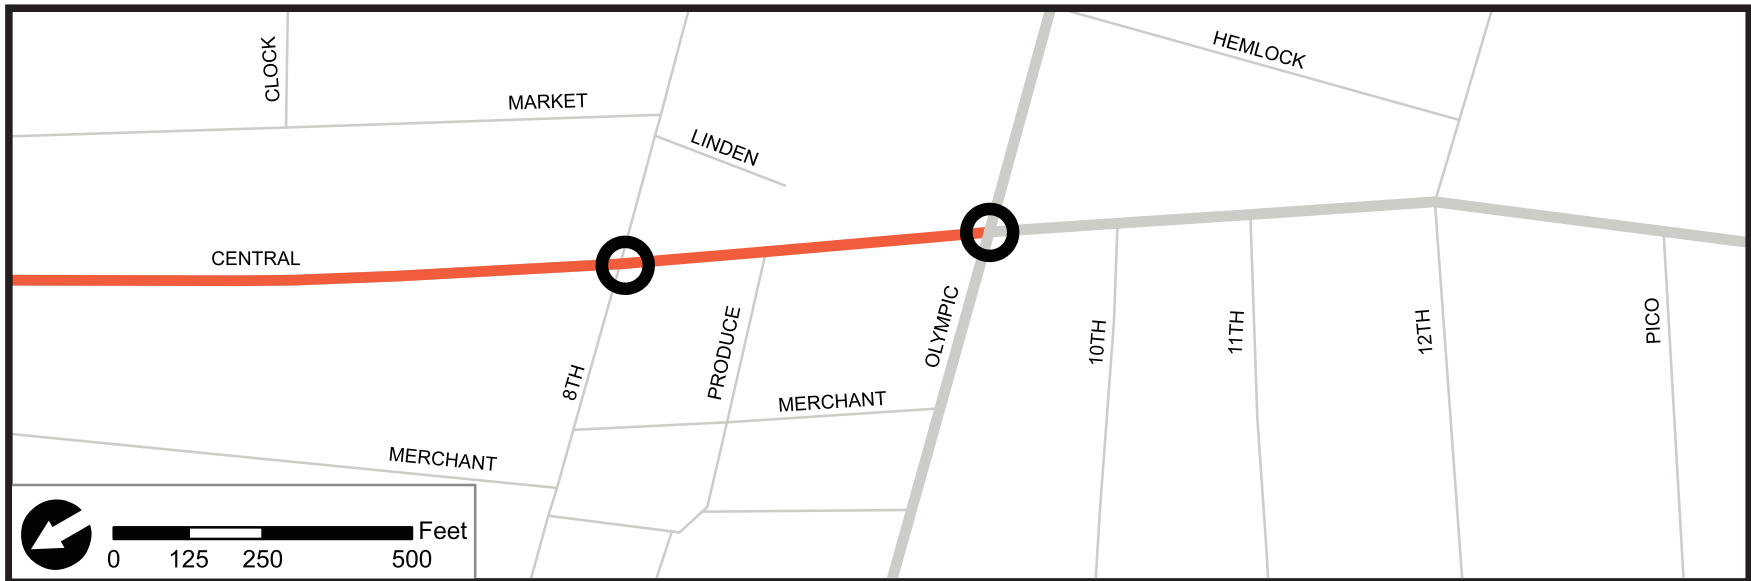 CLOCK
MARKET
LINDEN
HEMLOCK
CENTRAL
8TH
PRODUCE
OLYMPIC
10TH
11TH
12TH
PICO
MERCHANT
MERCHANT
Feet
0 125 250 500